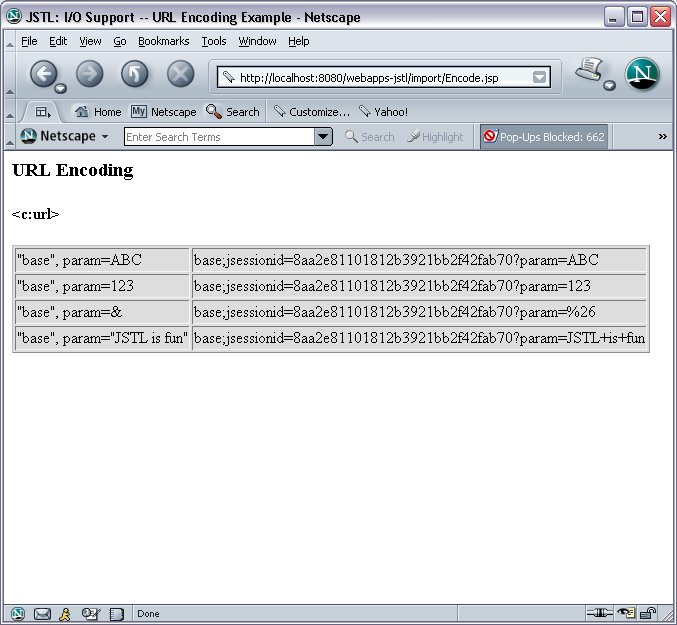 JSTL: I/O Support -- URL Encoding Example - Netscape
File Edit View Go Bookmarks Tools Window Help
http://localhost:8080/webapps-jstl/import/Encode.jsp
Home My Netscape Search Customize... Yahoo!
Netscape Enter Search Terms Search Highlight Pop-Ups Blocked: 662 »
URL Encoding
<c:url>
"base", param=ABC base;jsessionid=8aa2e81101812b3921bb2f42fab70?param=ABC
"base", param=123 base;jsessionid=8aa2e81101812b3921bb2f42fab70?param=123
"base", param=& base;jsessionid=8aa2e81101812b3921bb2f42fab70?param=%26
"base", param="JSTL is fun" base;jsessionid=8aa2e81101812b3921bb2f42fab70?param=JSTL+is+fun
Done